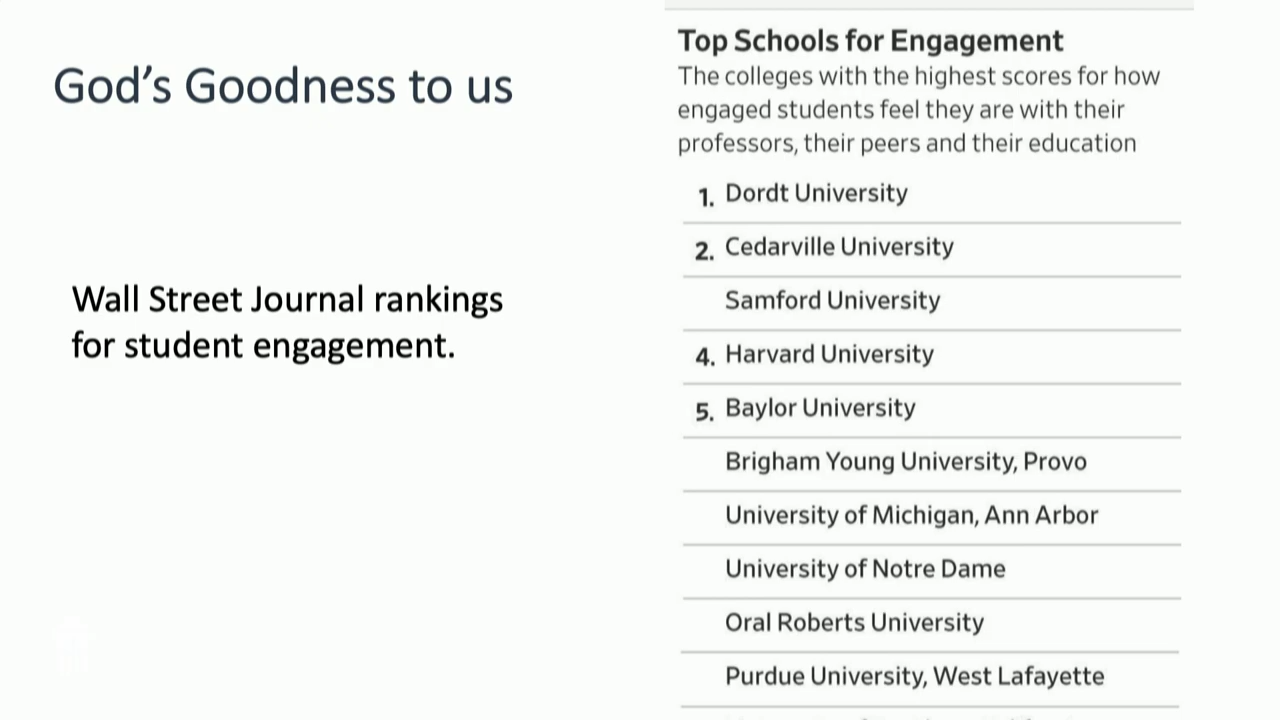 God's Goodness to us
Wall Street Journal rankings
for student engagement.
Top Schools for Engagement
The colleges with the highest scores for how
engaged students feel they are with their
professors, their peers and their education
1. Dordt University
2. Cedarville University
Samford University
4. Harvard University
5. Baylor University
Brigham Young University, Provo
University of Michigan, Ann Arbor
University of Notre Dame
Oral Roberts University
Purdue University, West Lafayette